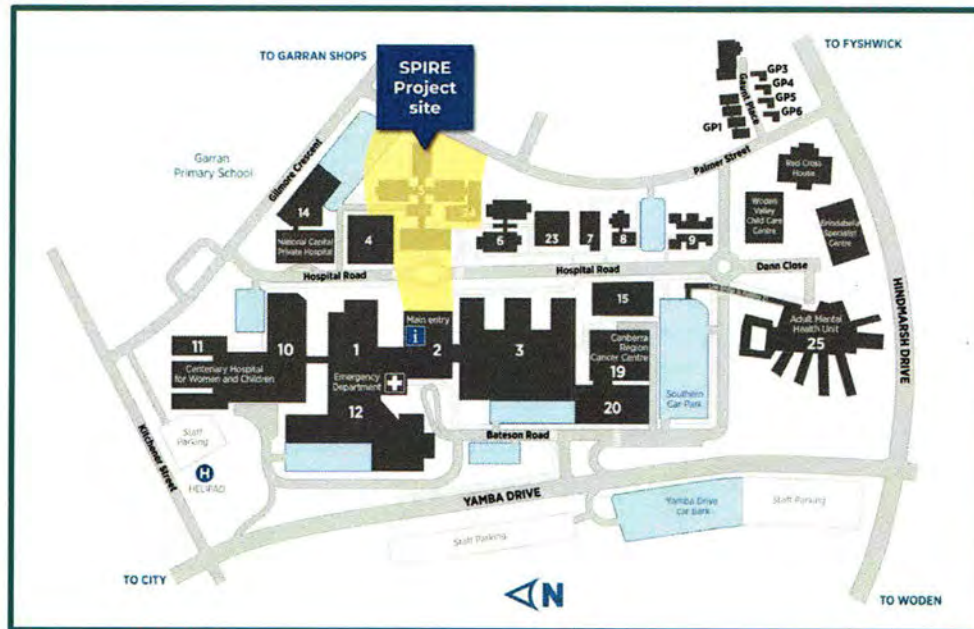 TO GARRAN SHOPS
SPIRE
Project
site
TO FYSHWICK
GP3
GP4
GP5
GP6
GP1
Gaunt Place
Palmer Street
Garran
Primary School
Gilmore Crescent
14
National Capital
Private Hospital
4
5
6
23
7
8
9
Red Cross
House
Woden
Valley
Child Care
Centre
Brindabella
Specialist
Centre
Hospital Road
Hospital Road
Dann Close
HINDMARSH DRIVE
11
Centenary Hospital
for Women and Children
10
1
Main entry
i
2
3
15
Canberra
Region
Cancer Centre
19
20
Adult Mental
Health Unit
25
Emergency
Department
12
Southern
Car Park
Bateson Road
Staff
Parking
Kitchener Street
H
HELIPAD
YAMBA DRIVE
Yamba Drive
car park
Staff Parking
Staff Parking
TO CITY
N
TO WODEN